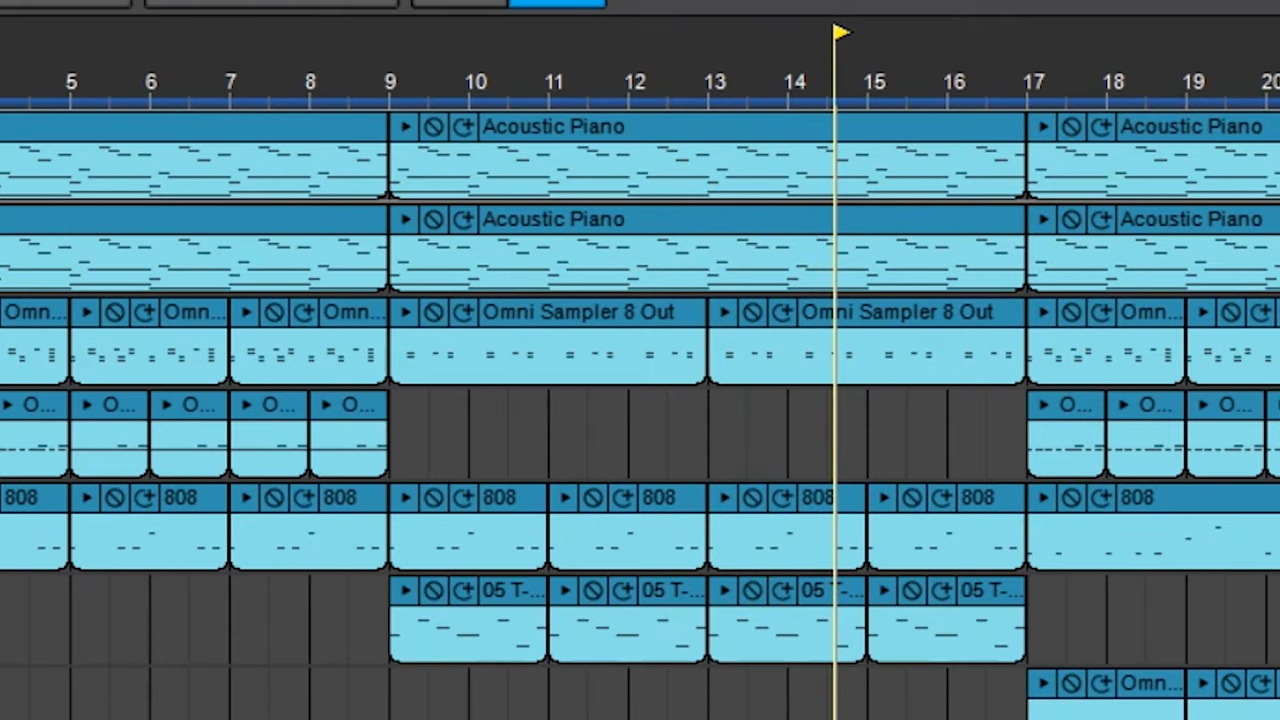 5 6 7 8 9 10 11 12 13 14 15 16 17 18 19 20
Acoustic Piano Acoustic Piano
Acoustic Piano Acoustic Piano
Omn... Omn... Omn... Omni Sampler 8 Out Omni Sampler 8 Out Omn...
O... O... O... O... O... O... O... O...
808 808 808 808 808 808 808 808
05 T-... 05 T-... 05 T-... 05 T-...
Omn...